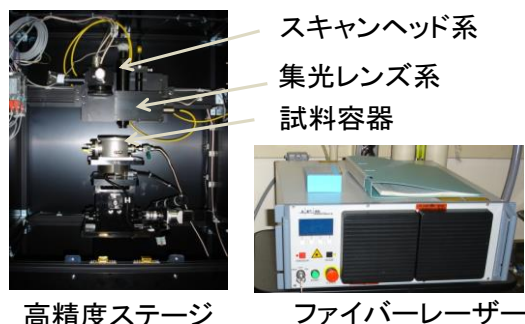 スキャンヘッド系
集光レンズ系
試料容器
高精度ステージ
ファイバーレーザー